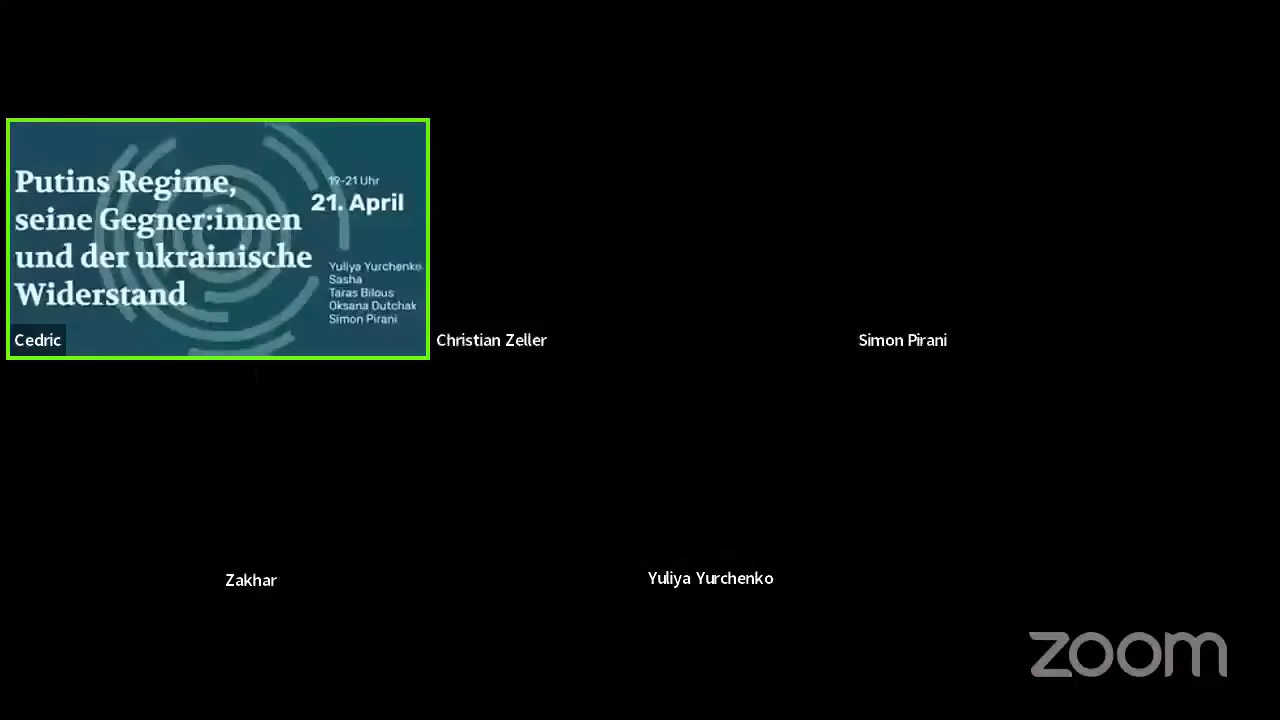 Putins Regime,
seine Gegner:innen
und der ukrainische
Widerstand
19-21 Uhr
21. April
Yuliya Yurchenko
Sasha
Taras Bilous
Oksana Dutchak
Simon Pirani
Cedric
Christian Zeller
Simon Pirani
Zakhar
Yuliya Yurchenko
zoom